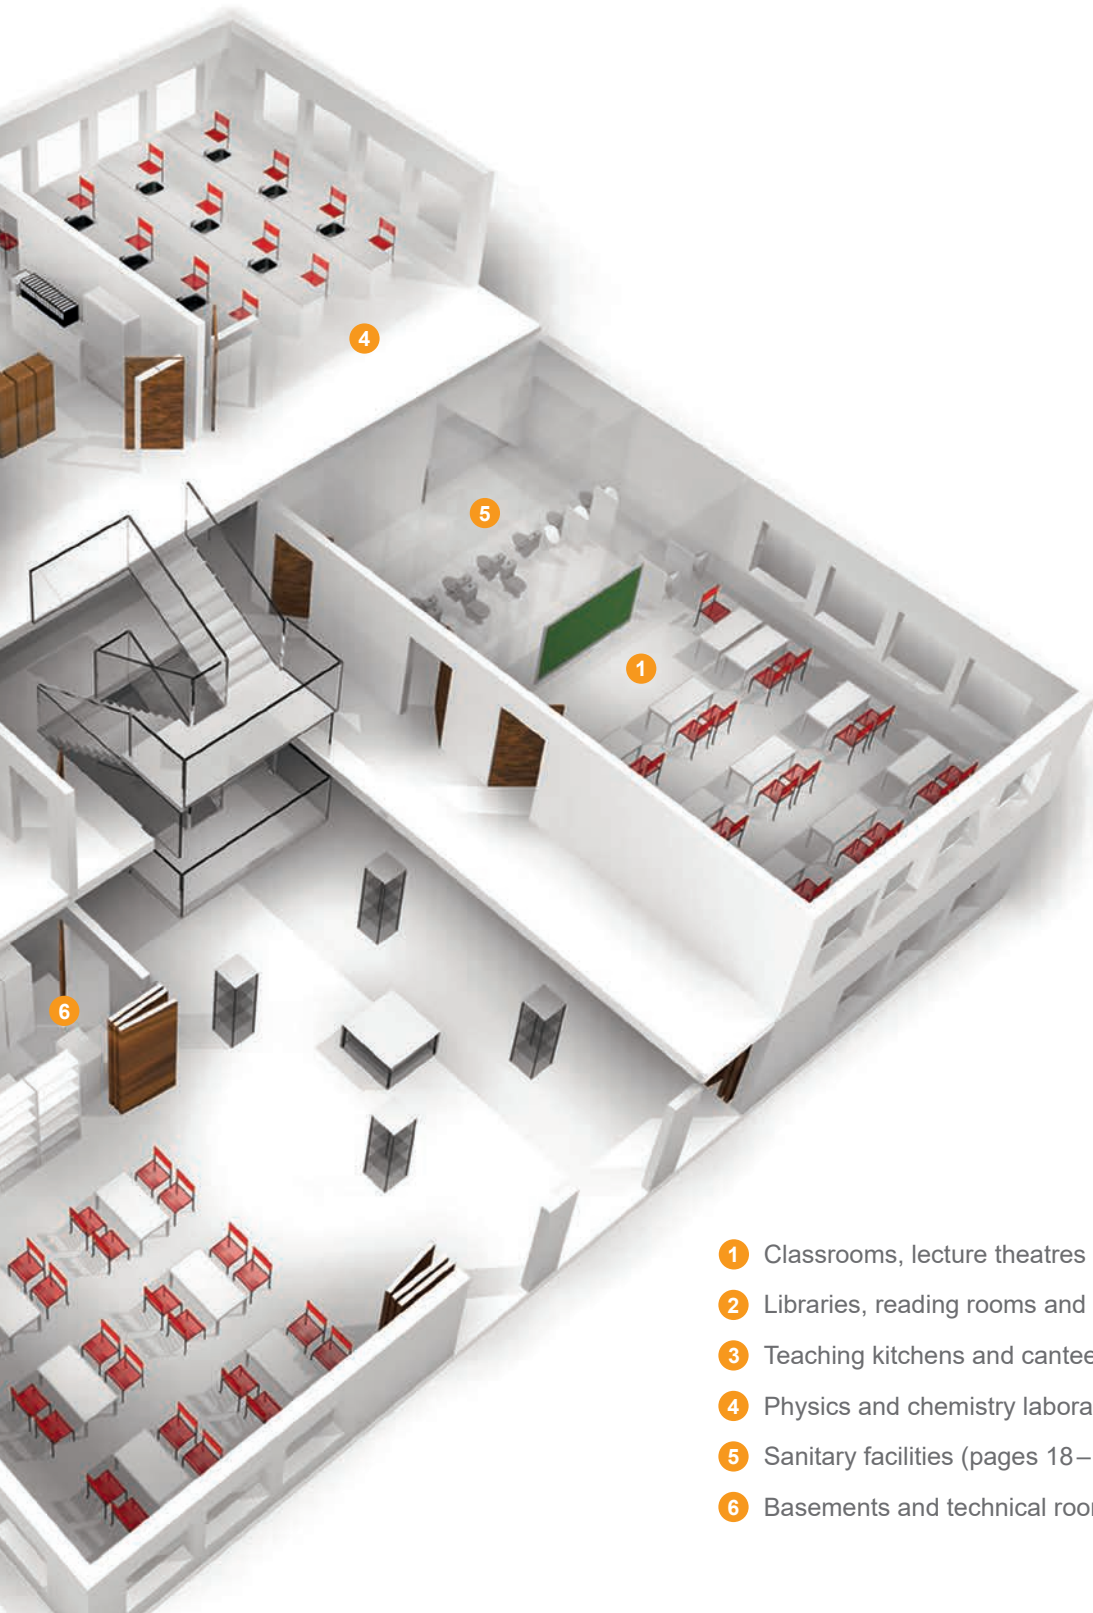 4
5
1
6
1 Classrooms, lecture theatres
2 Libraries, reading rooms and
3 Teaching kitchens and cantee
4 Physics and chemistry labora
5 Sanitary facilities (pages 18–
6 Basements and technical roo